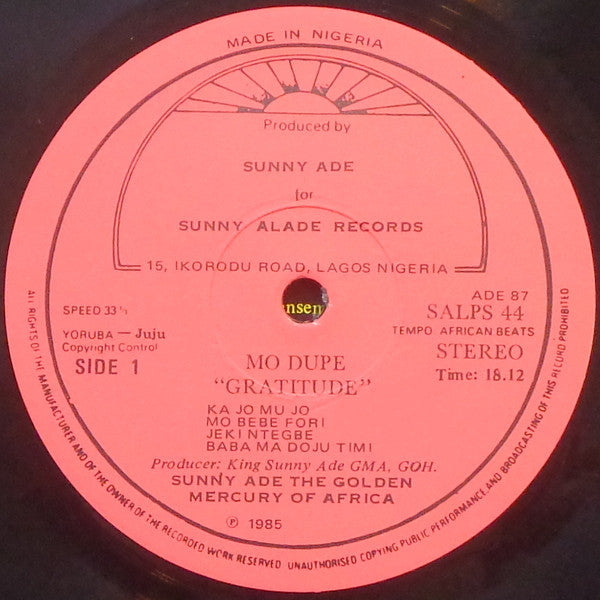 MADE IN NIGERIA
Produced by
SUNNY ADE
for
SUNNY ALADE RECORDS
15, IKORODU ROAD, LAGOS NIGERIA
ADE 87
SPEED 33⅓
SALPS 44
TEMPO AFRICAN BEATS
YORUBA — Juju
Copyright Control
STEREO
SIDE 1
Time: 18.12
nsem
MO DUPE
"GRATITUDE"
KA JO MU JO
MO BEBE FORI
JEKI NTEGBE
BABA MA DOJU TIMI
Producer: King Sunny Ade GMA, GOH.
SUNNY ADE THE GOLDEN
MERCURY OF AFRICA
℗ 1985
ALL RIGHTS OF THE MANUFACTURER AND OF THE OWNER OF THE RECORDED WORK RESERVED UNAUTHORISED COPYING PUBLIC PERFORMANCE AND BROADCASTING OF THIS RECORD PROHIBITED